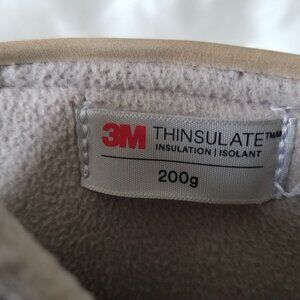 3M THINSULATE™
INSULATION | ISOLANT
200g